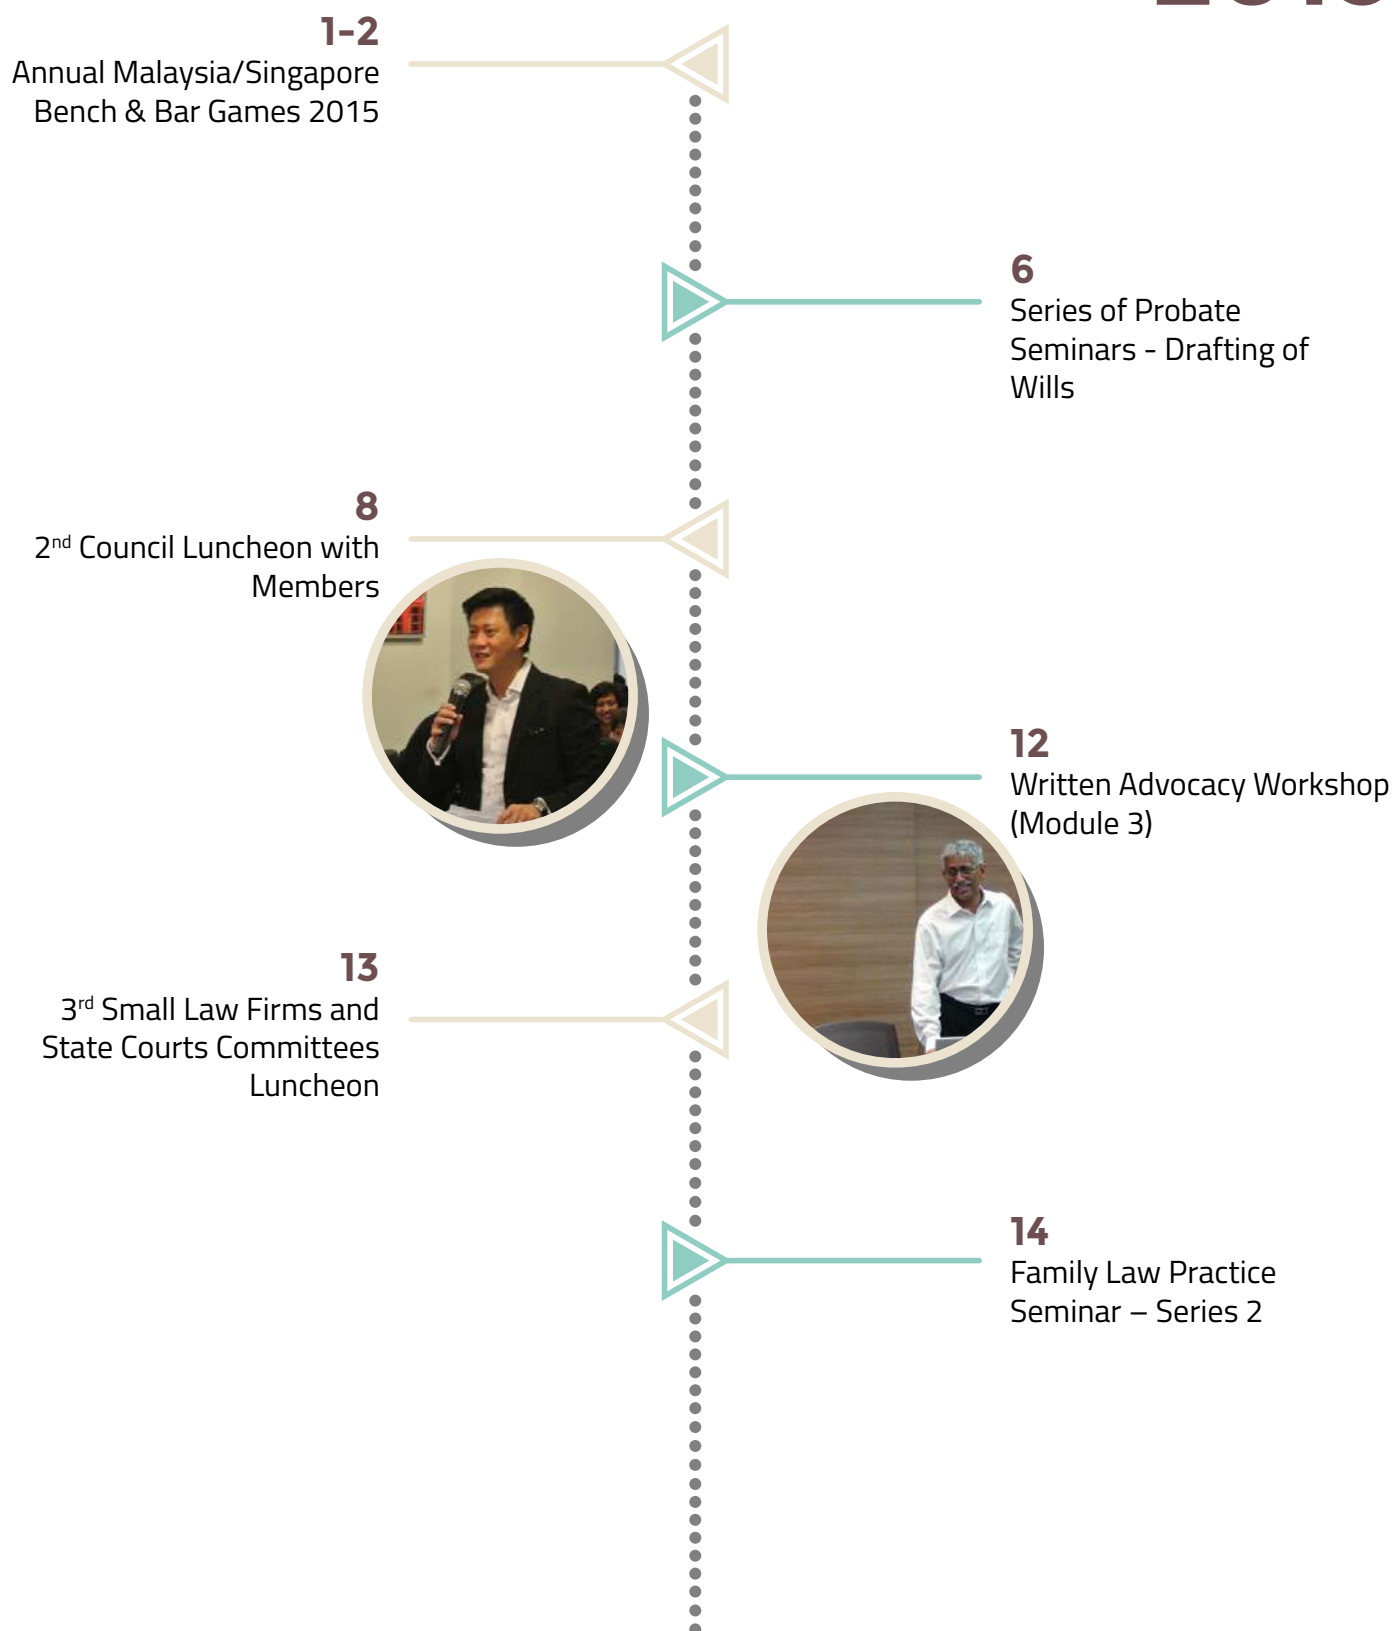 1-2
Annual Malaysia/Singapore
Bench & Bar Games 2015
6
Series of Probate
Seminars - Drafting of
Wills
8
2nd Council Luncheon with
Members
12
Written Advocacy Workshop
(Module 3)
13
3rd Small Law Firms and
State Courts Committees
Luncheon
14
Family Law Practice
Seminar – Series 2